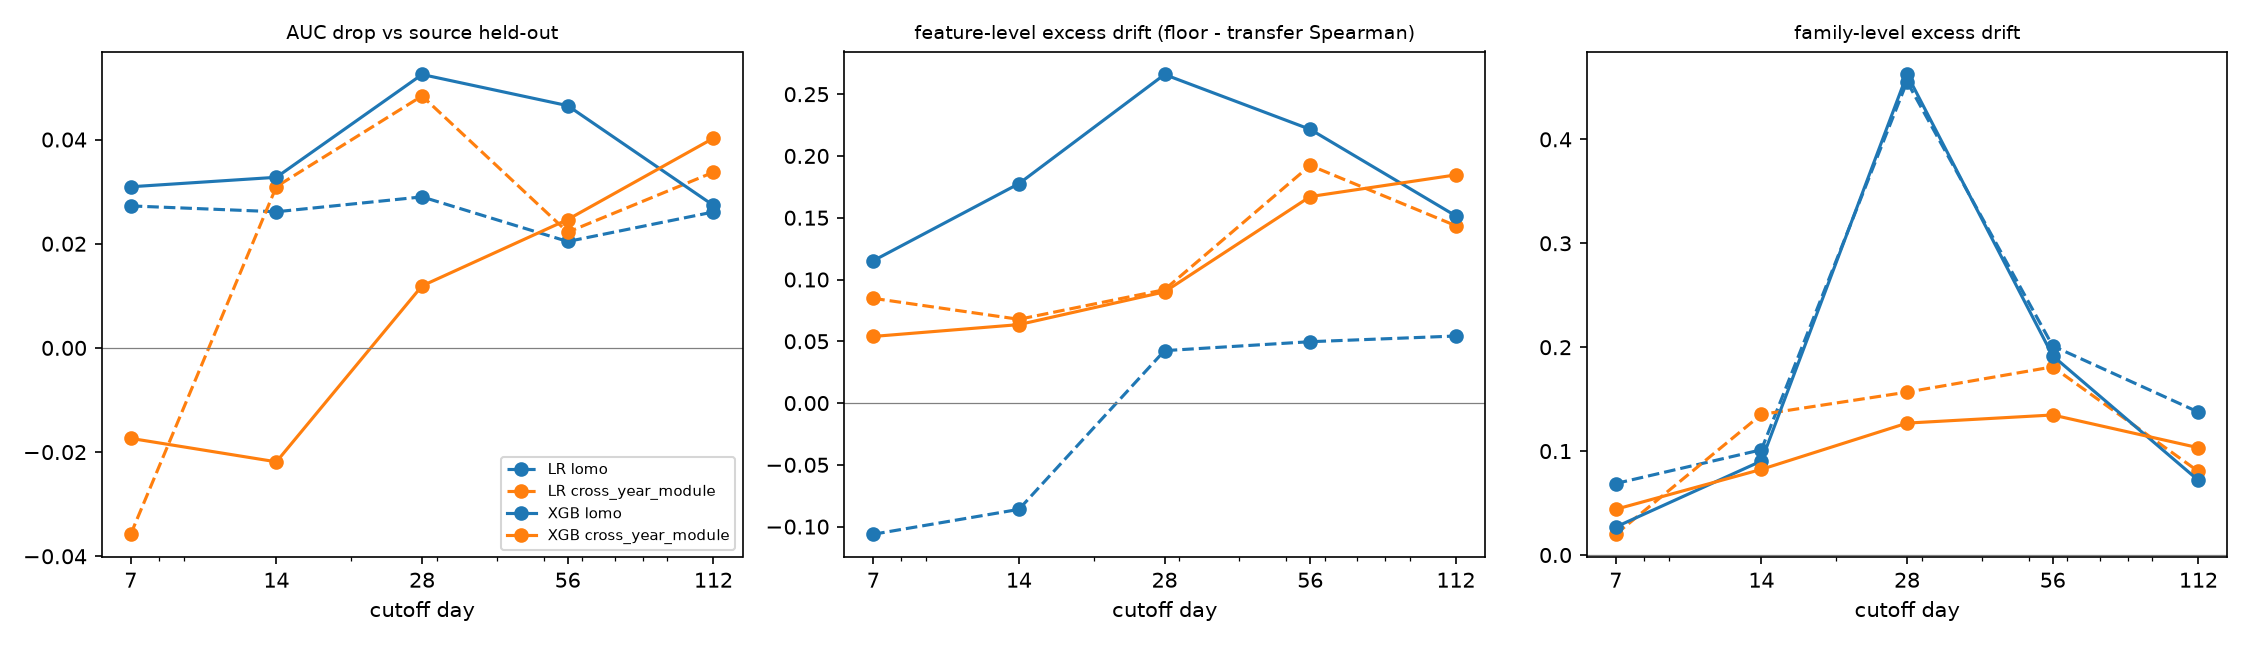 AUC drop vs source held-out
0.04
0.02
0.00
−0.02
−0.04
7 14 28 56 112
cutoff day
LR lomo
LR cross_year_module
XGB lomo
XGB cross_year_module
feature-level excess drift (floor - transfer Spearman)
0.25
0.20
0.15
0.10
0.05
0.00
−0.05
−0.10
7 14 28 56 112
cutoff day
family-level excess drift
0.4
0.3
0.2
0.1
0.0
7 14 28 56 112
cutoff day